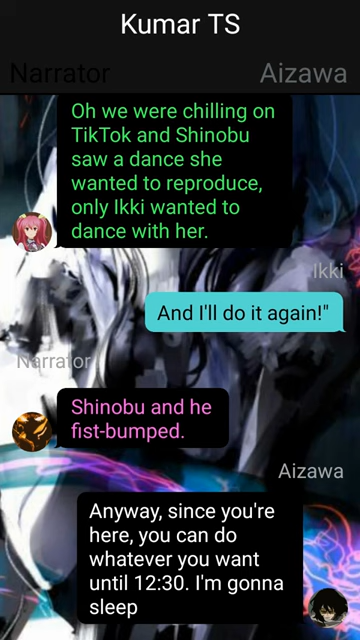 Kumar TS
Narrator
Aizawa
Oh we were chilling on
TikTok and Shinobu
saw a dance she
wanted to reproduce,
only Ikki wanted to
dance with her.
Ikki
And I'll do it again!"
Narrator
Shinobu and he
fist-bumped.
Aizawa
Anyway, since you're
here, you can do
whatever you want
until 12:30. I'm gonna
sleep